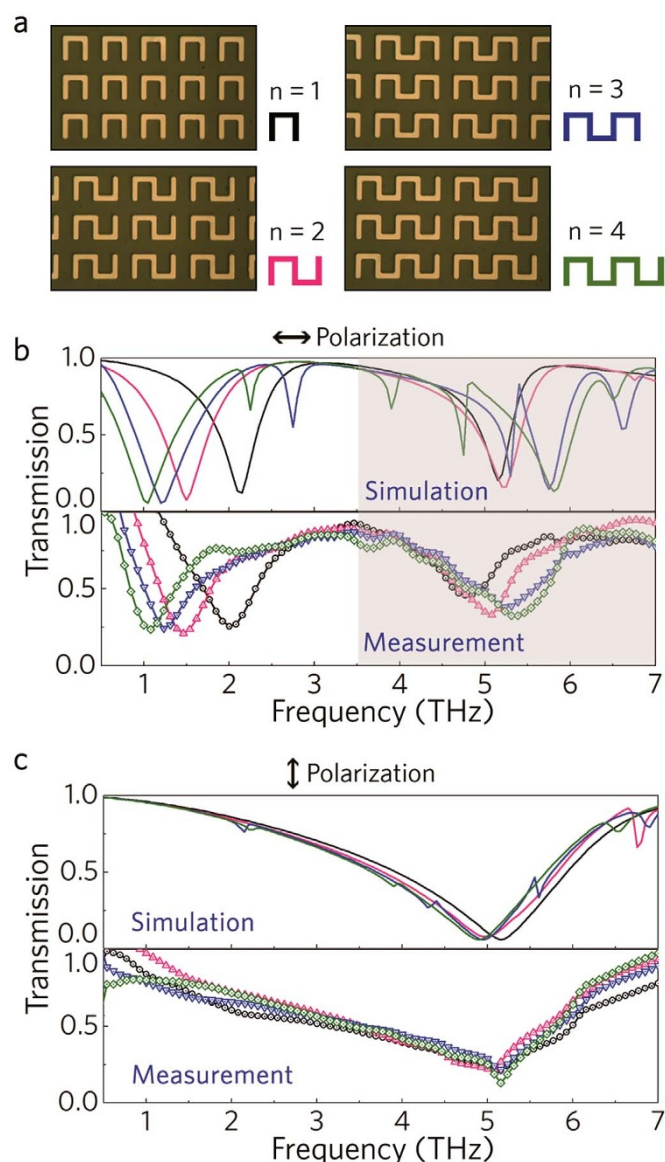 a
n = 1
n = 3
n = 2
n = 4
b
Polarization
Transmission
1.0
0.5
0.0
Simulation
Transmission
1.0
0.5
0.0
Measurement
1 2 3 4 5 6 7
Frequency (THz)
c
Polarization
Transmission
1.0
0.5
0.0
Simulation
Transmission
1.0
0.5
0.0
Measurement
1 2 3 4 5 6 7
Frequency (THz)